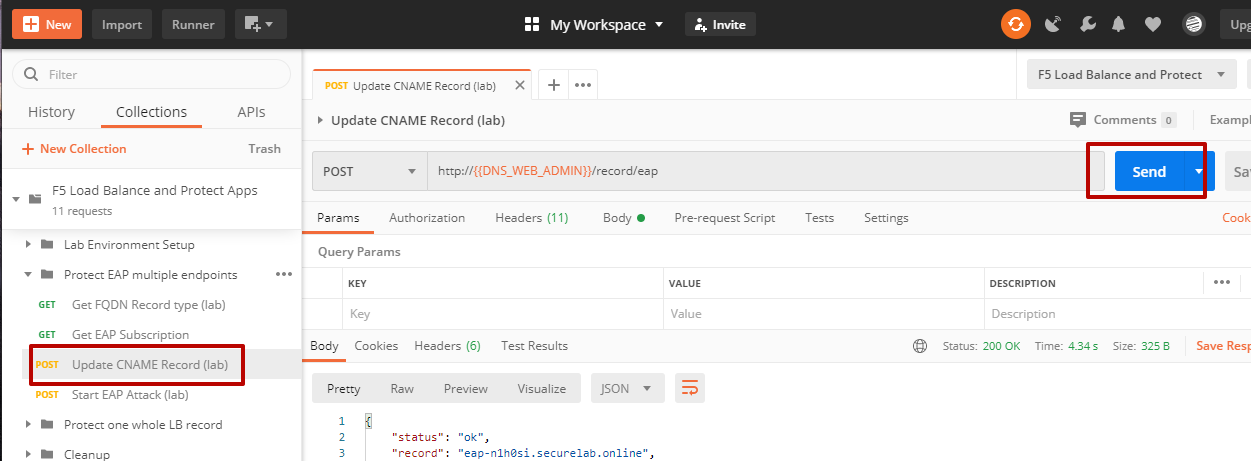 New
Import
Runner
My Workspace
Invite
Upg
Filter
History
Collections
APIs
New Collection
Trash
F5 Load Balance and Protect Apps
11 requests
Lab Environment Setup
Protect EAP multiple endpoints
GET Get FQDN Record type (lab)
GET Get EAP Subscription
POST Update CNAME Record (lab)
POST Start EAP Attack (lab)
Protect one whole LB record
Cleanup
POST Update CNAME Record (lab)
F5 Load Balance and Protect
Update CNAME Record (lab)
Comments 0
Exampl
POST
http://{{DNS_WEB_ADMIN}}/record/eap
Send
Sav
Params Authorization Headers (11) Body Pre-request Script Tests Settings
Cook
Query Params
KEY VALUE DESCRIPTION
Key Value Description
Body Cookies Headers (6) Test Results
Status: 200 OK Time: 4.34 s Size: 325 B
Save Resp
Pretty Raw Preview Visualize JSON
1 {
2 "status": "ok",
3 "record": "eap-n1h0si.securelab.online",